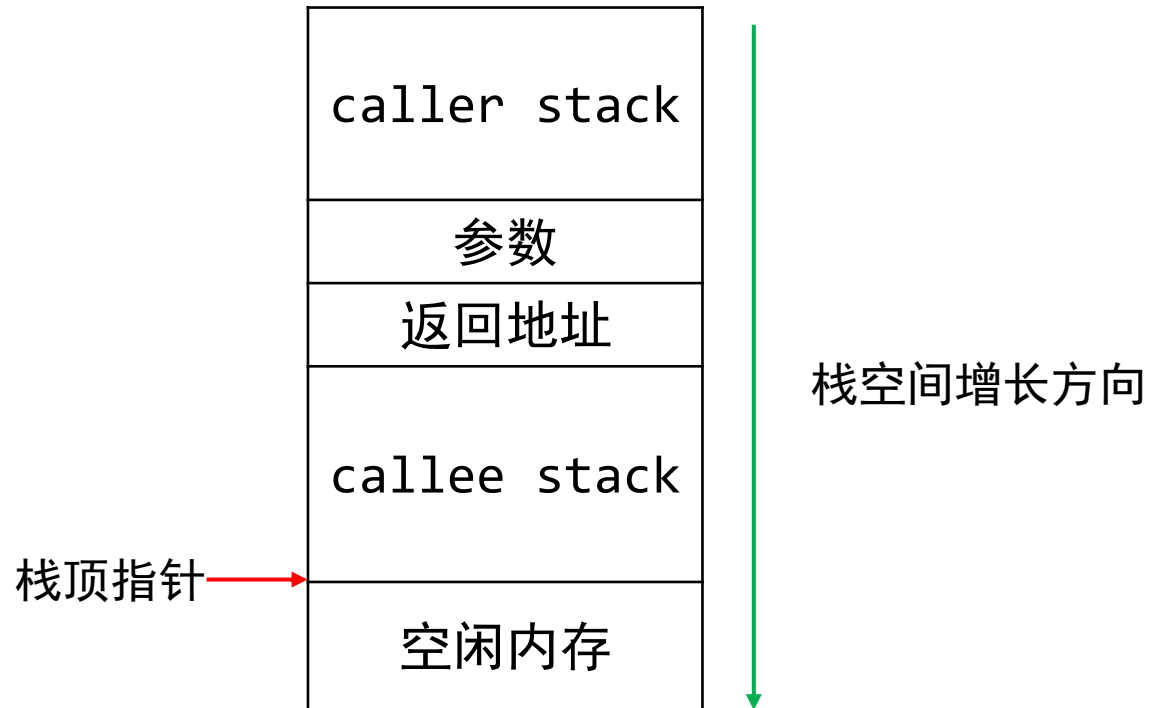 caller stack
参数
返回地址
栈空间增长方向
callee stack
栈顶指针
空闲内存